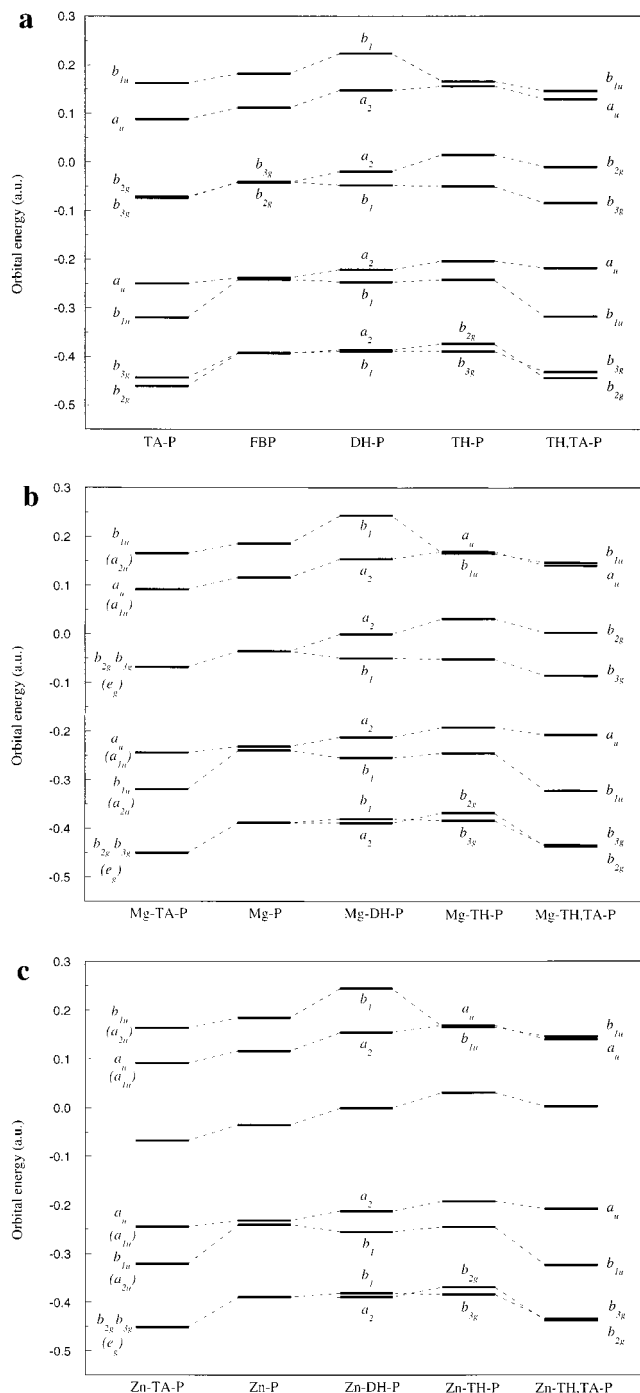 a
0.3
0.2
0.1
0.0
-0.1
-0.2
-0.3
-0.4
-0.5
Orbital energy (a.u.)
b1u
au
b2g
b3g
au
b1u
b3g
b2g
b3g
b2g
b1
a2
a2
b1
a2
b1
a2
b1
b2g
b3g
b1u
au
b2g
b3g
au
b1u
b3g
b2g
TA-P FBP DH-P TH-P TH,TA-P
b
0.3
0.2
0.1
0.0
-0.1
-0.2
-0.3
-0.4
-0.5
Orbital energy (a.u.)
b1u
(a2u)
au
(a1u)
b2g b3g
(eg)
au
(a1u)
b1u
(a2u)
b2g b3g
(eg)
b1
a2
a2
b1
a2
b1
b1
a2
au
b1u
b2g
b3g
b1u
au
b2g
b3g
au
b1u
b3g
b2g
Mg-TA-P Mg-P Mg-DH-P Mg-TH-P Mg-TH,TA-P
c
0.3
0.2
0.1
0.0
-0.1
-0.2
-0.3
-0.4
-0.5
Orbital energy (a.u.)
b1u
(a2u)
au
(a1u)
au
(a1u)
b1u
(a2u)
b2g b3g
(eg)
b1
a2
a2
b1
b1
a2
au
b1u
b2g
b3g
b1u
au
au
b1u
b3g
b2g
Zn-TA-P Zn-P Zn-DH-P Zn-TH-P Zn-TH,TA-P